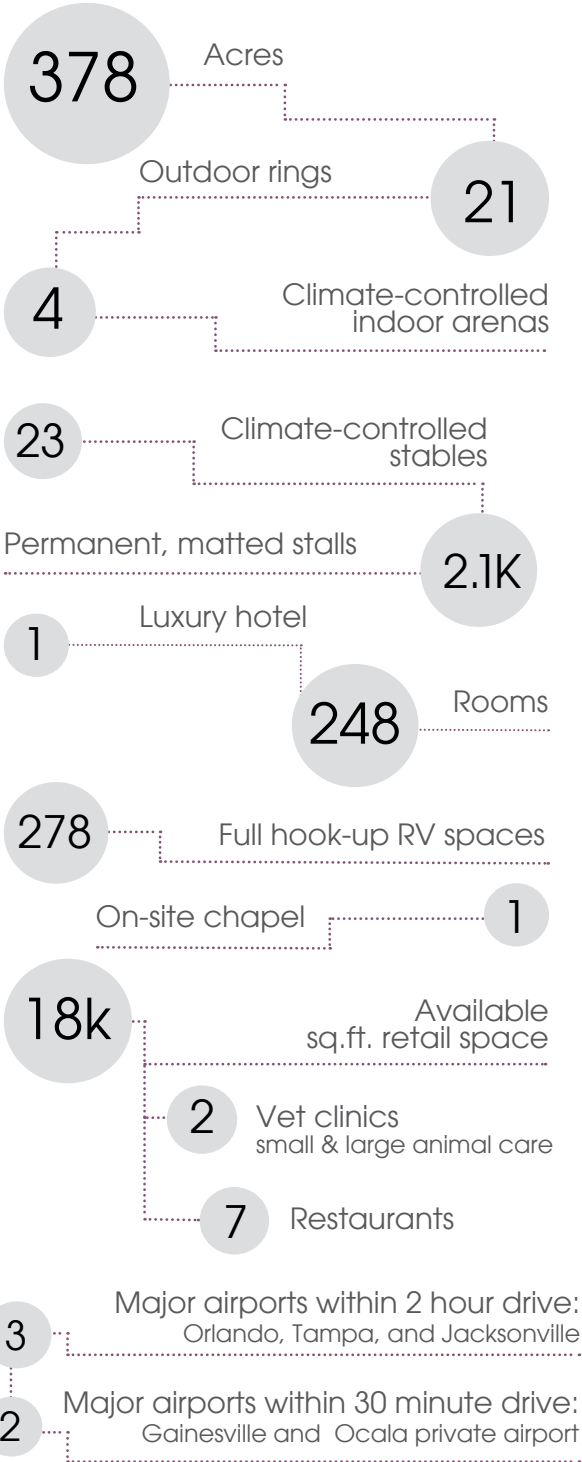 378
Acres
Outdoor rings
21
4
Climate-controlled
indoor arenas
23
Climate-controlled
stables
Permanent, matted stalls
2.1K
Luxury hotel
1
248
Rooms
278
Full hook-up RV spaces
On-site chapel
1
18k
Available
sq.ft. retail space
2
Vet clinics
small & large animal care
7
Restaurants
3
Major airports within 2 hour drive:
Orlando, Tampa, and Jacksonville
2
Major airports within 30 minute drive:
Gainesville and Ocala private airport